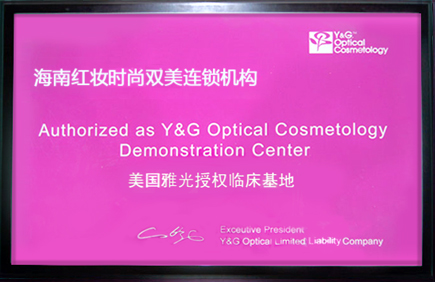 Y&G™
Optical
Cosmetology
海南红妆时尚双美连锁机构
Authorized as Y&G Optical Cosmetology
Demonstration Center
美国雅光授权临床基地
Executive President
Y&G Optical Limited Liability Company